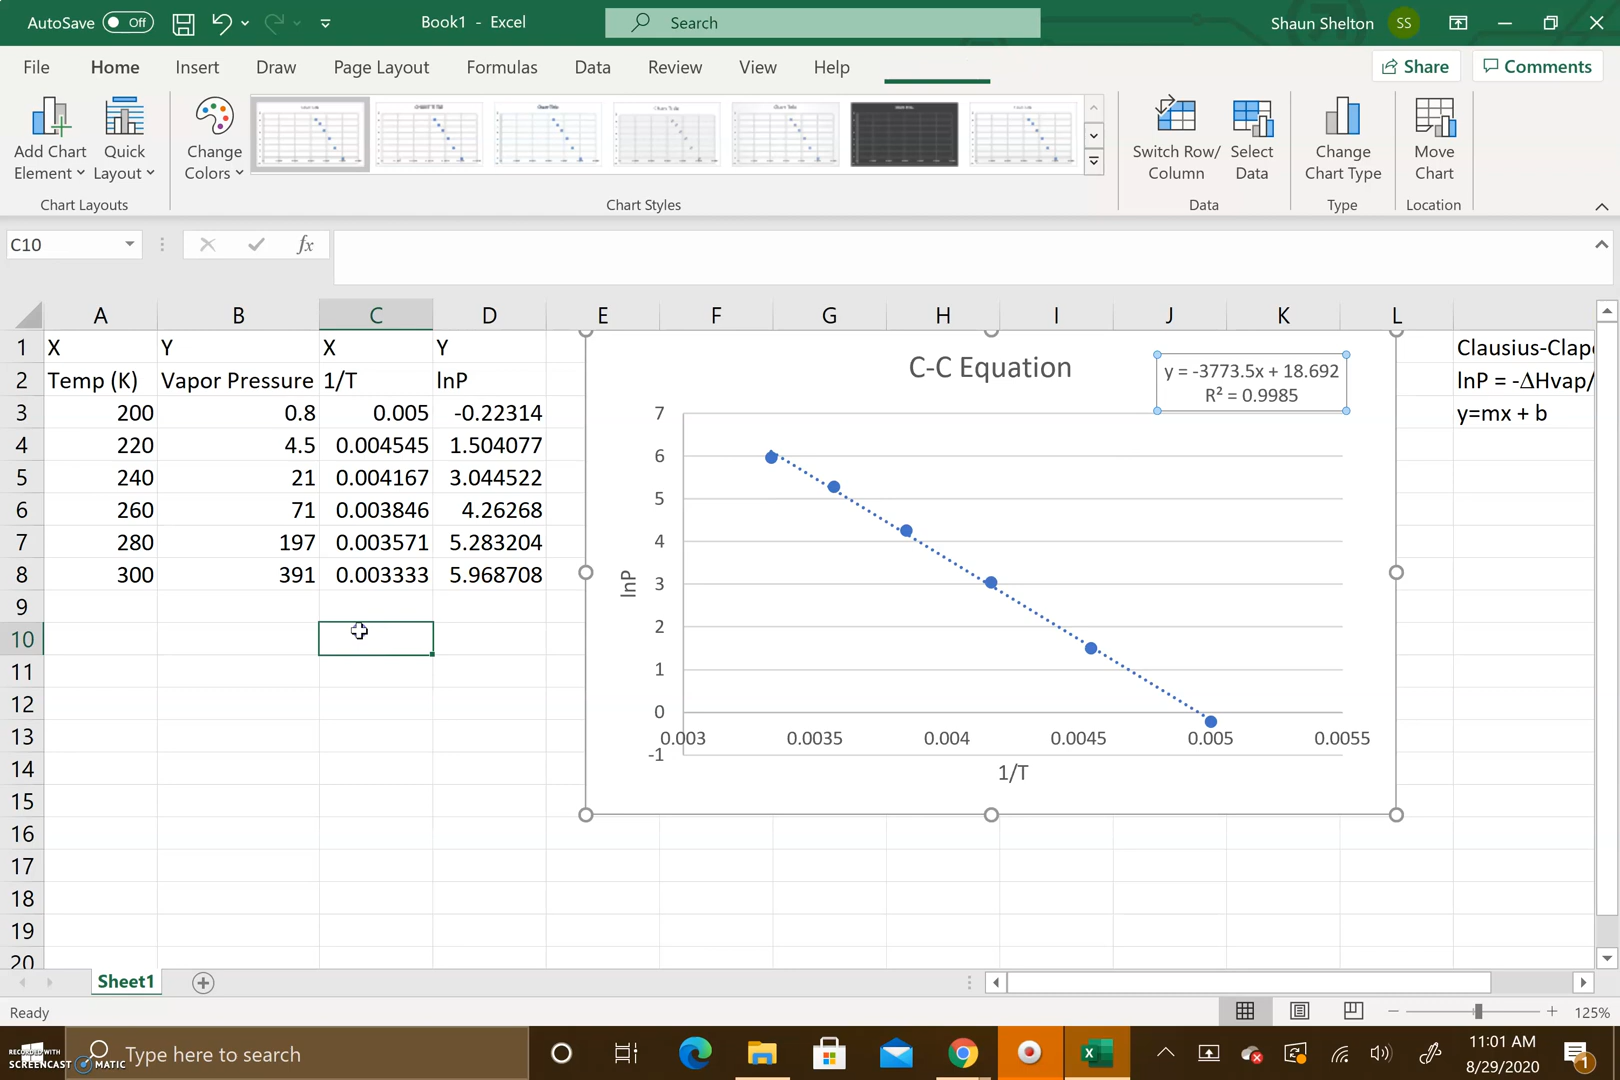 AutoSave Off Book1 - Excel Search Shaun Shelton SS
File Home Insert Draw Page Layout Formulas Data Review View Help Share Comments
Add Chart Element
Quick Layout
Change Colors
Switch Row/ Column
Select Data
Change Chart Type
Move Chart
Chart Layouts Chart Styles Data Type Location
C10 fx
A B C D E F G H I J K L
1 X Y X Y Clausius-Clap
2 Temp (K) Vapor Pressure 1/T lnP lnP = -ΔHvap/
3 200 0.8 0.005 -0.22314 y=mx + b
4 220 4.5 0.004545 1.504077
5 240 21 0.004167 3.044522
6 260 71 0.003846 4.26268
7 280 197 0.003571 5.283204
8 300 391 0.003333 5.968708
9
10
11
12
13
14
15
16
17
18
19
20
C-C Equation
y = -3773.5x + 18.692
R² = 0.9985
7
6
5
4
3
2
1
0
-1
lnP
0.003 0.0035 0.004 0.0045 0.005 0.0055
1/T
Sheet1
Ready 125%
RECORDED WITH
SCREENCAST MATIC
Type here to search
11:01 AM
8/29/2020
1